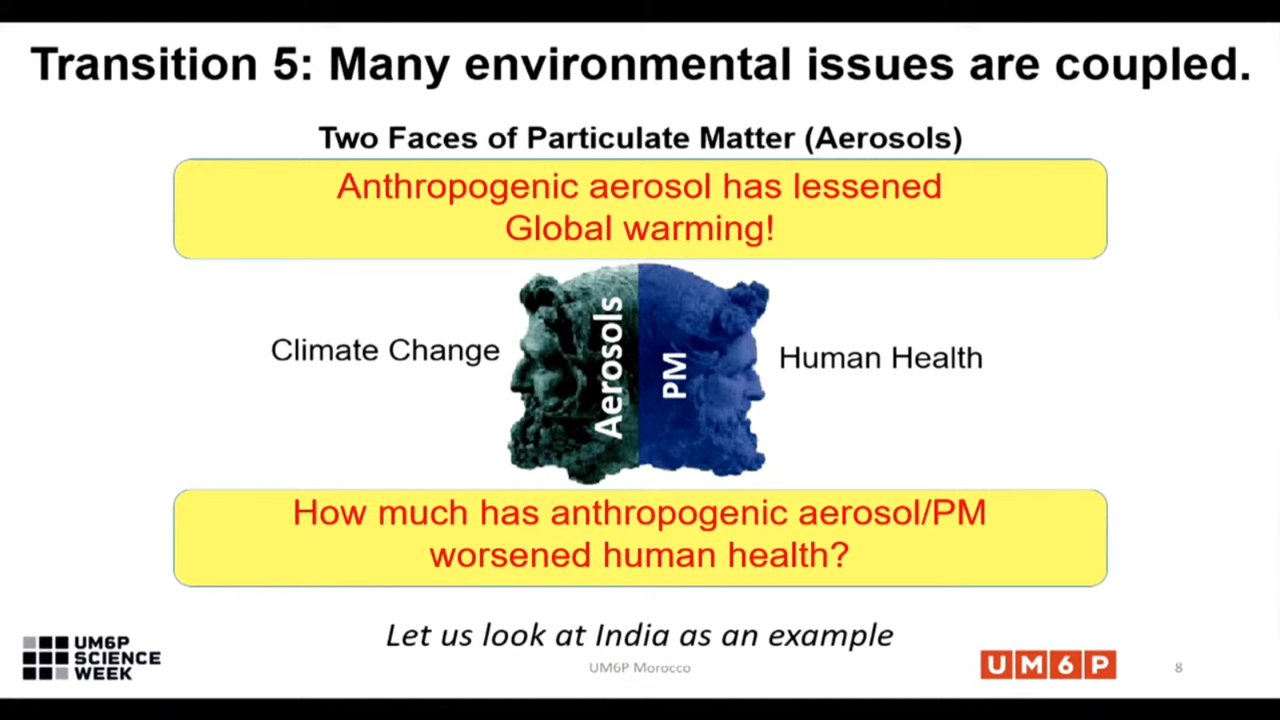 Transition 5: Many environmental issues are coupled.
Two Faces of Particulate Matter (Aerosols)
Anthropogenic aerosol has lessened
Global warming!
Climate Change
Aerosols
PM
Human Health
How much has anthropogenic aerosol/PM
worsened human health?
Let us look at India as an example
UM6P
SCIENCE
WEEK
UM6P Morocco
UM6P
8